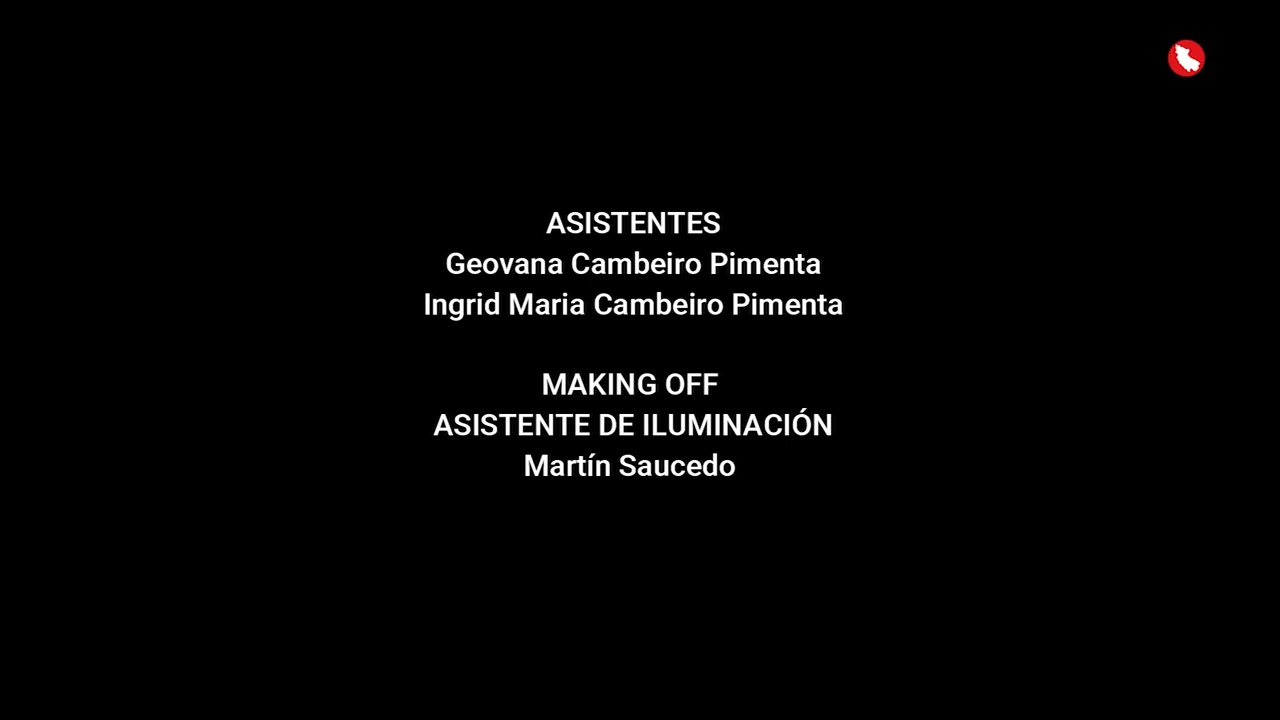 ASISTENTES
Geovana Cambeiro Pimenta
Ingrid Maria Cambeiro Pimenta
MAKING OFF
ASISTENTE DE ILUMINACIÓN
Martín Saucedo